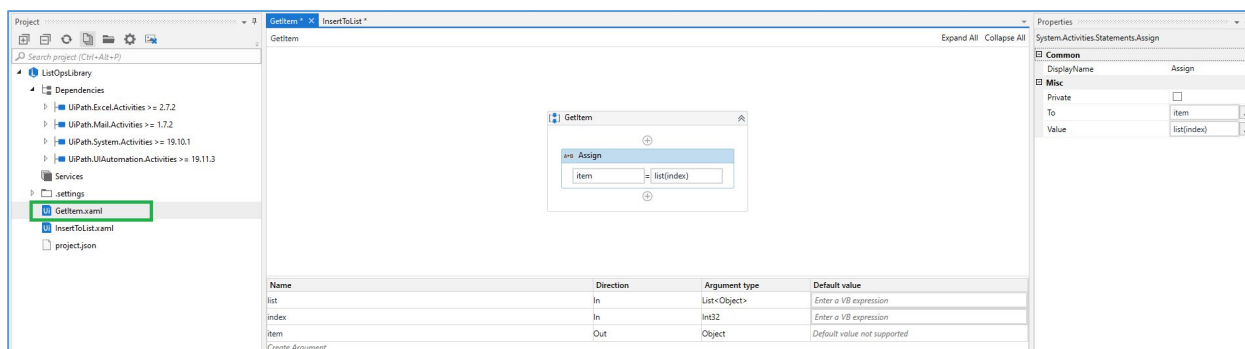 Project
Search project (Ctrl+Alt+P)
ListOpsLibrary
Dependencies
UiPath.Excel.Activities >= 2.7.2
UiPath.Mail.Activities >= 1.7.2
UiPath.System.Activities >= 19.10.1
UiPath.UIAutomation.Activities >= 19.11.3
Services
.settings
GetItem.xaml
InsertToList.xaml
project.json
GetItem * InsertToList *
GetItem Expand All Collapse All
GetItem
A+B Assign
item = list(index)
Name Direction Argument type Default value
list In List<Object> Enter a VB expression
index In Int32 Enter a VB expression
item Out Object Default value not supported
Create Argument
Properties
System.Activities.Statements.Assign
Common
DisplayName Assign
Misc
Private
To item
Value list(index)